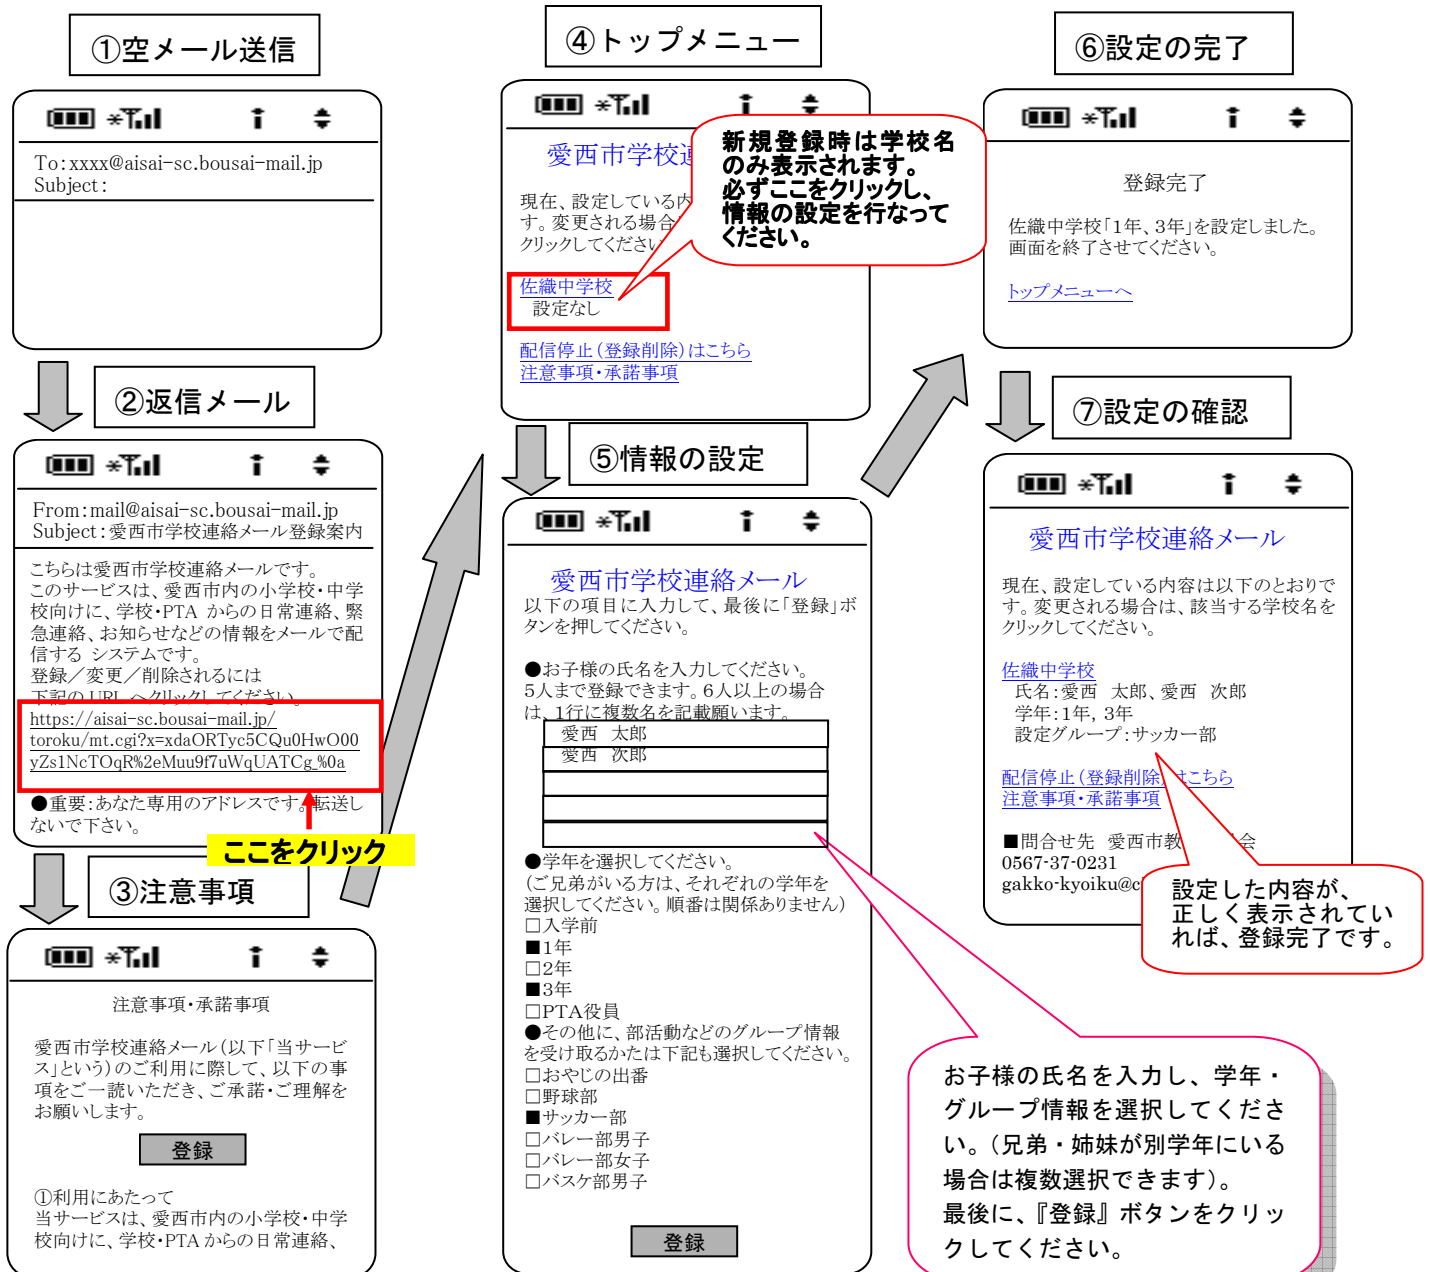 ①空メール送信
To:xxxx@aisai-sc.bousai-mail.jp
Subject:
②返信メール
From:mail@aisai-sc.bousai-mail.jp
Subject:愛西市学校連絡メール登録案内
こちらは愛西市学校連絡メールです。
このサービスは、愛西市内の小学校・中学
校向けに、学校・PTA からの日常連絡、緊
急連絡、お知らせなどの情報をメールで配
信する システムです。
登録／変更／削除されるには
下記の URL へクリックしてください。
https://aisai-sc.bousai-mail.jp/
toroku/mt.cgi?x=xdaORTyc5CQu0HwO00
yZs1NcTOqR%2eMuu9f7uWqUATCg_%0a
●重要:あなた専用のアドレスです。転送し
ないで下さい。
ここをクリック
③注意事項
注意事項・承諾事項
愛西市学校連絡メール(以下「当サービ
ス」という)のご利用に際して、以下の事
項をご一読いただき、ご承諾・ご理解を
お願いします。
登録
①利用にあたって
当サービスは、愛西市内の小学校・中学
校向けに、学校・PTA からの日常連絡、
④トップメニュー
愛西市学校連
現在、設定している内
す。変更される場合
クリックしてください
新規登録時は学校名
のみ表示されます。
必ずここをクリックし、
情報の設定を行なって
ください。
佐織中学校
設定なし
配信停止(登録削除)はこちら
注意事項・承諾事項
⑤情報の設定
愛西市学校連絡メール
以下の項目に入力して、最後に「登録」ボ
タンを押してください。
●お子様の氏名を入力してください。
5人まで登録できます。6人以上の場合
は、1行に複数名を記載願います。
愛西 太郎
愛西 次郎
●学年を選択してください。
(ご兄弟がいる方は、それぞれの学年を
選択してください。順番は関係ありません)
□入学前
■1年
□2年
■3年
□PTA役員
●その他に、部活動などのグループ情報
を受け取るかたは下記も選択してください。
□おやじの出番
□野球部
■サッカー部
□バレー部男子
□バレー部女子
□バスケ部男子
登録
⑥設定の完了
登録完了
佐織中学校「1年、3年」を設定しました。
画面を終了させてください。
トップメニューへ
⑦設定の確認
愛西市学校連絡メール
現在、設定している内容は以下のとおりで
す。変更される場合は、該当する学校名を
クリックしてください。
佐織中学校
氏名:愛西 太郎、愛西 次郎
学年:1年, 3年
設定グループ:サッカー部
配信停止(登録削除)はこちら
注意事項・承諾事項
■問合せ先 愛西市教 会
0567-37-0231
gakko-kyoiku@c
設定した内容が、
正しく表示されてい
れば、登録完了です。
お子様の氏名を入力し、学年・
グループ情報を選択してくださ
い。(兄弟・姉妹が別学年にいる
場合は複数選択できます)。
最後に、『登録』ボタンをクリッ
クしてください。